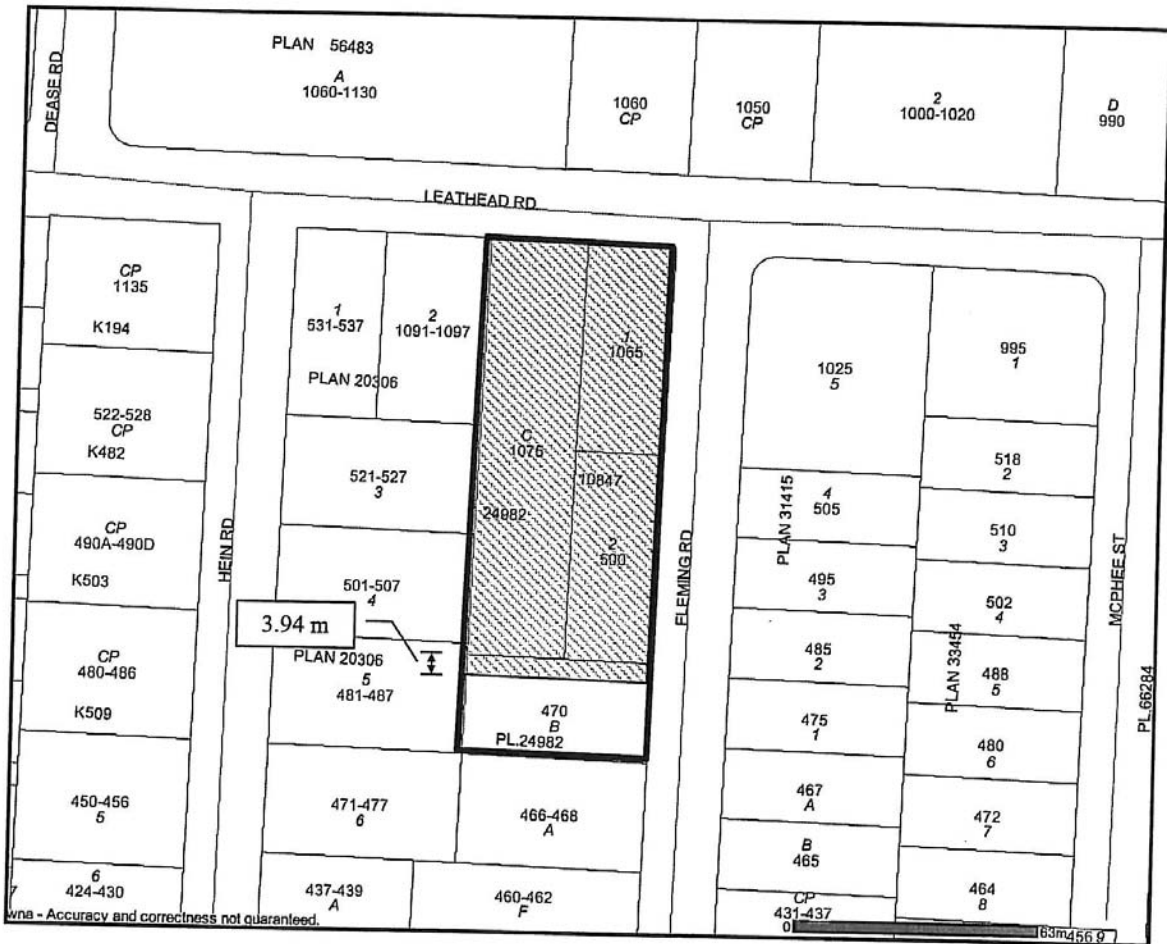 PLAN 56483
A
1060-1130
1060
CP
1050
CP
2
1000-1020
D
990
DEASE RD
LEATHEAD RD
CP
1135
K194
1
531-537
2
1091-1097
PLAN 20306
1
1065
1025
5
995
1
522-528
CP
K482
521-527
3
C
1075
10847
24982
2
500
4
505
PLAN 31415
518
2
510
3
CP
490A-490D
K503
HEIN RD
501-507
4
FLEMING RD
495
3
502
4
MCPHEE ST
3.94 m
PLAN 20306
5
481-487
CP
480-486
K509
485
2
PLAN 33454
488
5
PL.66284
470
B
PL.24982
475
1
480
6
450-456
5
471-477
6
466-468
A
467
A
472
7
B
465
6
424-430
437-439
A
460-462
F
CP
431-437
464
8
7
wna - Accuracy and correctness not guaranteed.
0
63m
456.9